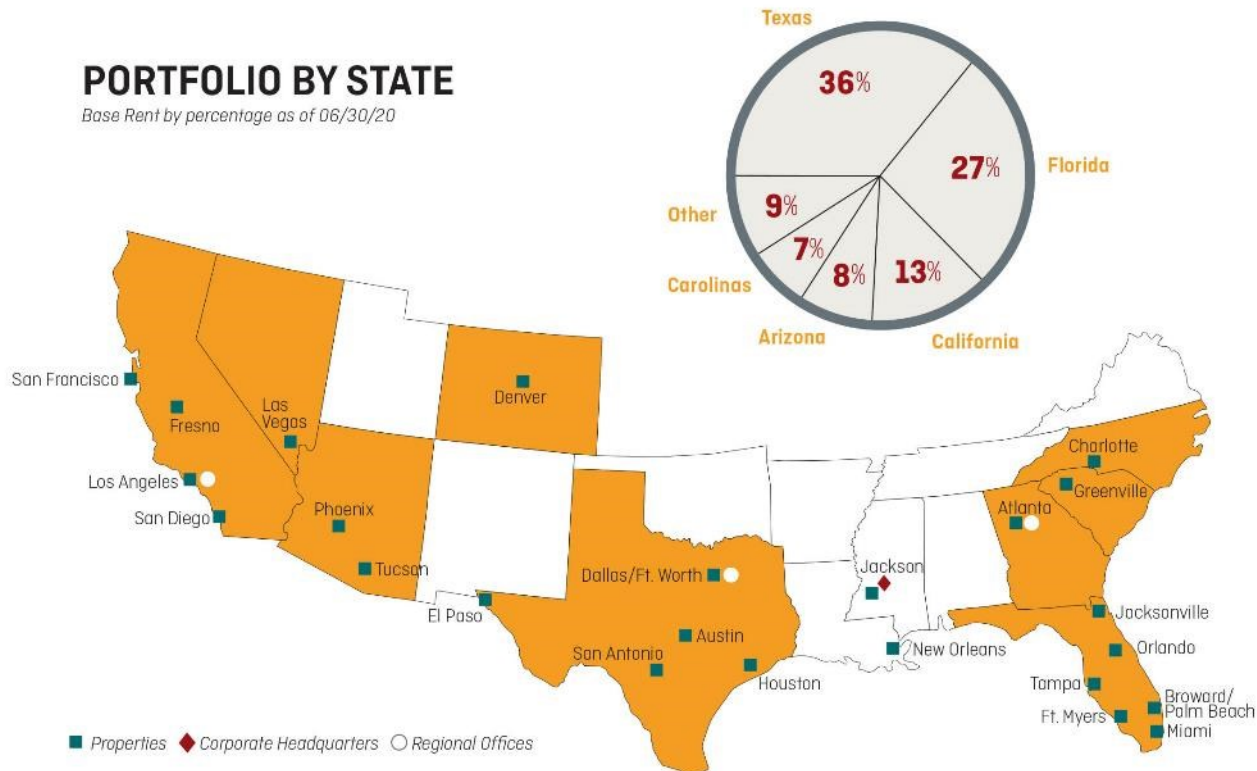 PORTFOLIO BY STATE
Base Rent by percentage as of 06/30/20
Texas
36%
27%
Florida
Other
9%
7%
8%
13%
Carolinas
Arizona
California
San Francisco
Fresno
Las
Vegas
Denver
Los Angeles
San Diego
Phoenix
Tucson
El Paso
Dallas/Ft. Worth
Austin
San Antonio
Houston
Jackson
New Orleans
Charlotte
Greenville
Atlanta
Jacksonville
Orlando
Tampa
Broward/
Palm Beach
Ft. Myers
Miami
Properties
Corporate Headquarters
Regional Offices